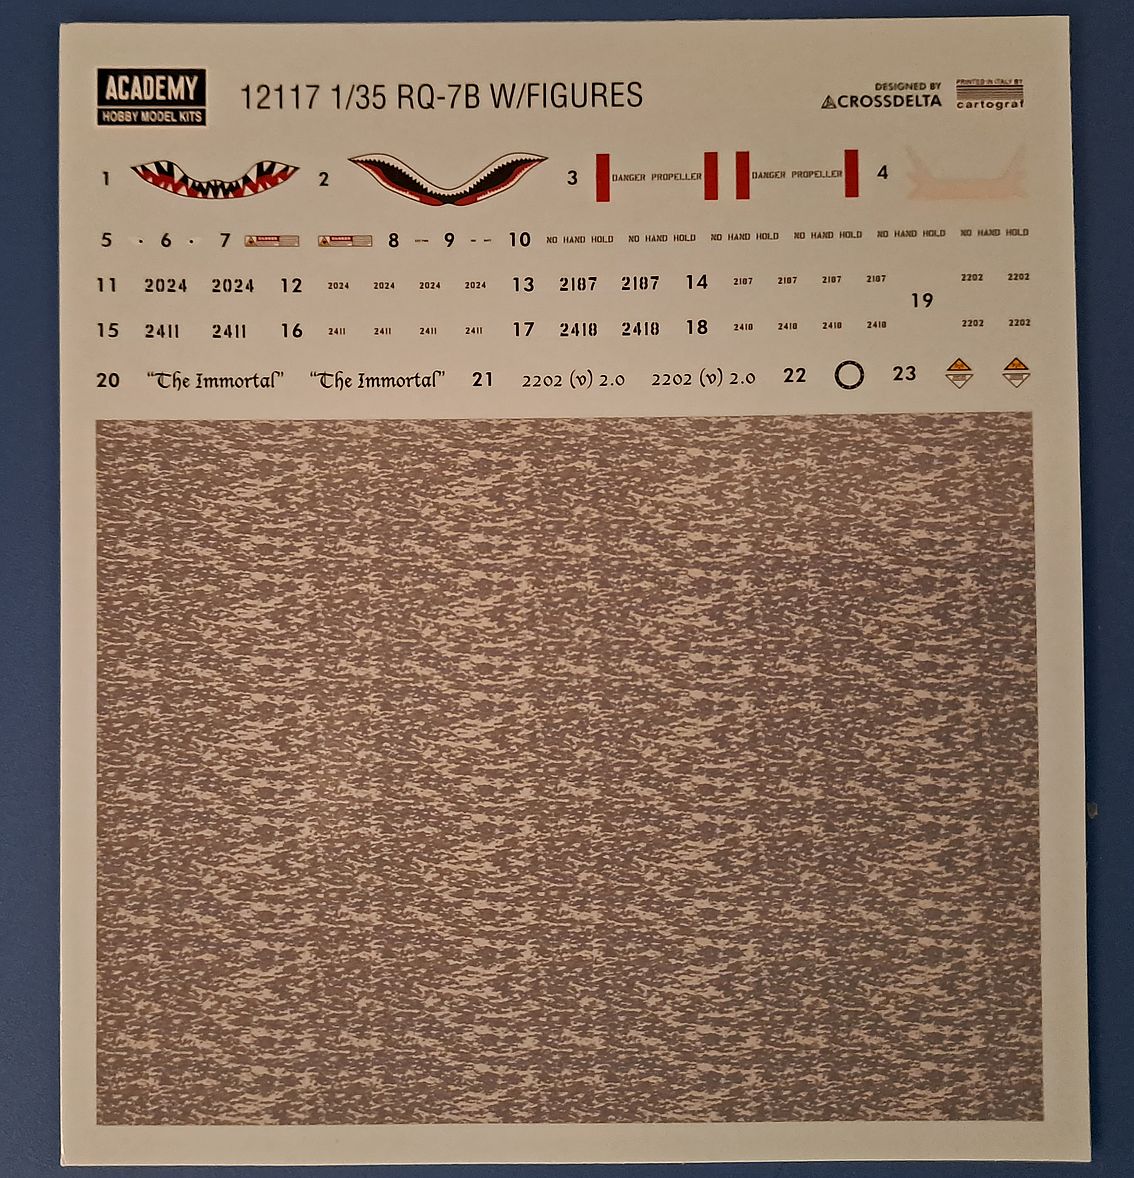 ACADEMY
HOBBY MODEL KITS
12117 1/35 RQ-7B W/FIGURES
DESIGNED BY
CROSSDELTA
PRINTED IN ITALY BY
cartograf
1 2 3 DANGER PROPELLER DANGER PROPELLER 4
5 6 7 DANGER DANGER 8 9 10 NO HAND HOLD NO HAND HOLD NO HAND HOLD NO HAND HOLD NO HAND HOLD NO HAND HOLD
11 2024 2024 12 2024 2024 2024 2024 13 2187 2187 14 2187 2187 2187 2187 19 2202 2202
15 2411 2411 16 2411 2411 2411 2411 17 2418 2418 18 2418 2418 2418 2418 2202 2202
20 "The Immortal" "The Immortal" 21 2202 (v) 2.0 2202 (v) 2.0 22 23